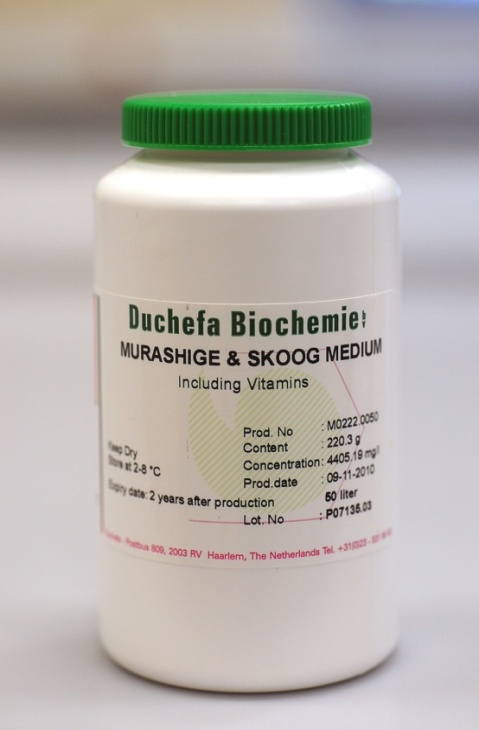 Duchefa Biochemie
MURASHIGE & SKOOG MEDIUM
Including Vitamins
Prod. No : M0222.0050
Content : 220.3 g
Concentration : 4405,19 mg/l
Prod.date : 09-11-2010
50 liter
Lot. No : P07135.03
Keep Dry
Store at 2-8 °C
Expiry date: 2 years after production
Postbus 809, 2003 RV Haarlem, The Netherlands Tel. +31(0)23 -